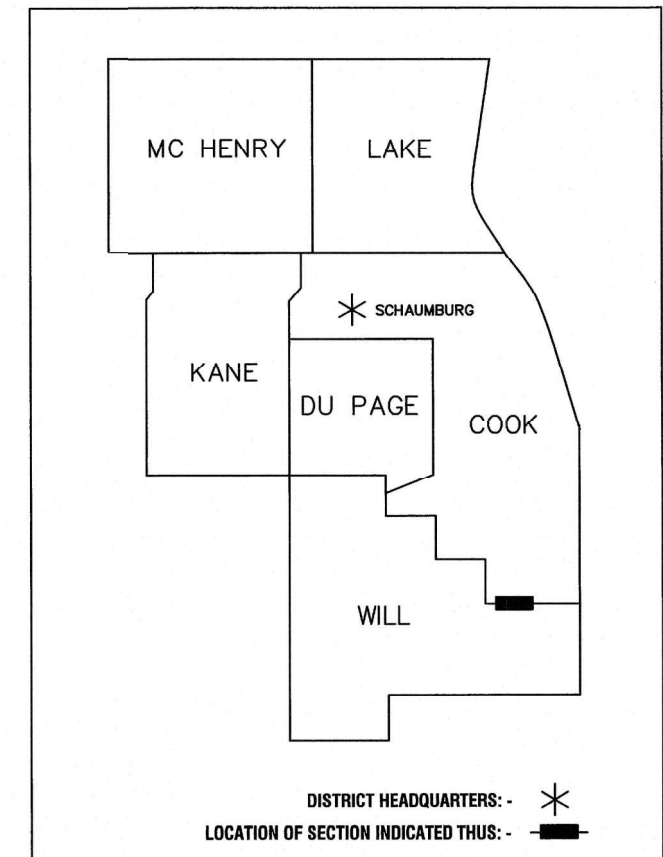 MC HENRY
LAKE
SCHAUMBURG
KANE
DU PAGE
COOK
WILL
DISTRICT HEADQUARTERS: -
LOCATION OF SECTION INDICATED THUS: -